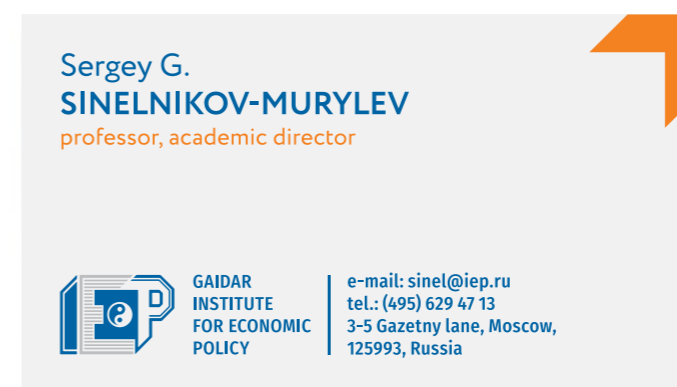 Sergey G.
SINELNIKOV-MURYLEV
professor, academic director
IEP
GAIDAR
INSTITUTE
FOR ECONOMIC
POLICY
e-mail: sinel@iep.ru
tel.: (495) 629 47 13
3-5 Gazetny lane, Moscow,
125993, Russia